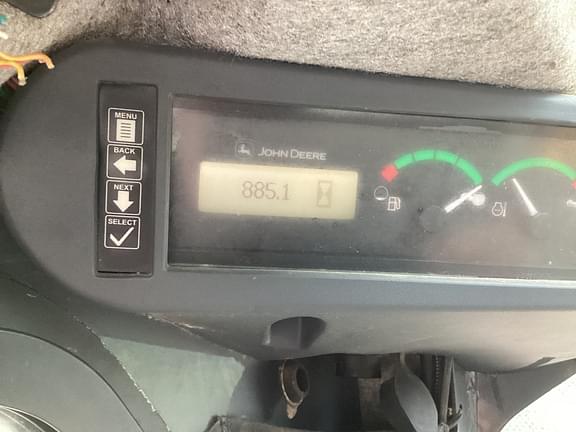 MENU
BACK
NEXT
SELECT
JOHN DEERE
885.1